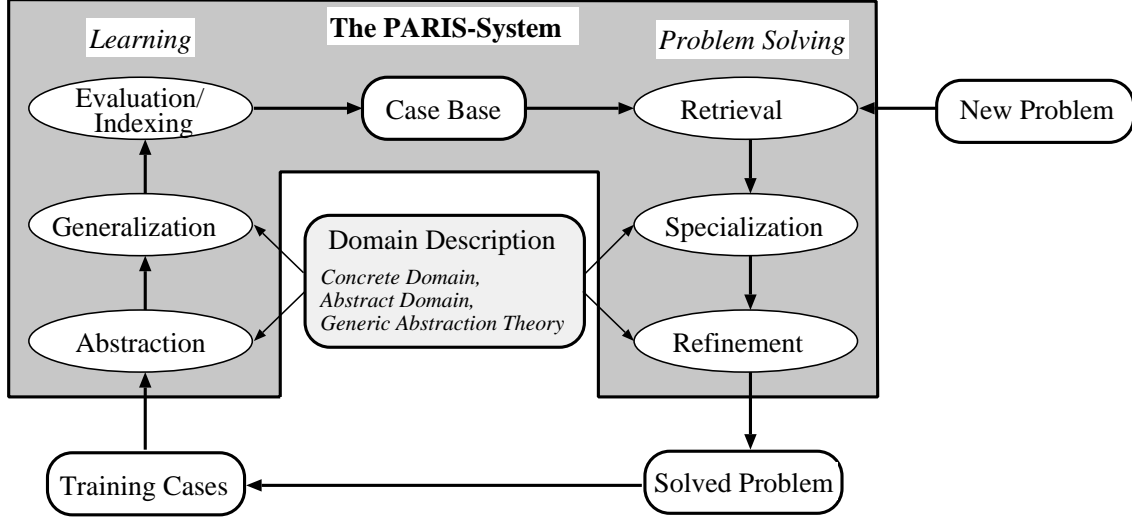 The PARIS-System
Learning
Problem Solving
Evaluation/
Indexing
Case Base
Retrieval
New Problem
Generalization
Domain Description
Concrete Domain,
Abstract Domain,
Generic Abstraction Theory
Specialization
Abstraction
Refinement
Training Cases
Solved Problem